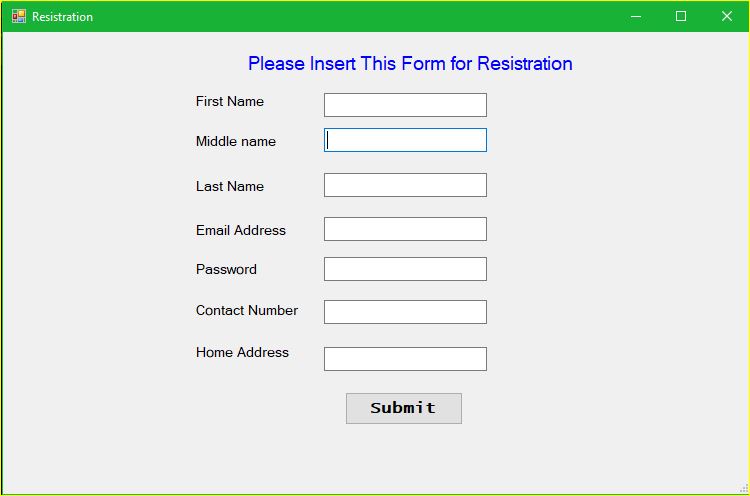 Resistration
Please Insert This Form for Resistration
First Name
Middle name
Last Name
Email Address
Password
Contact Number
Home Address
Submit